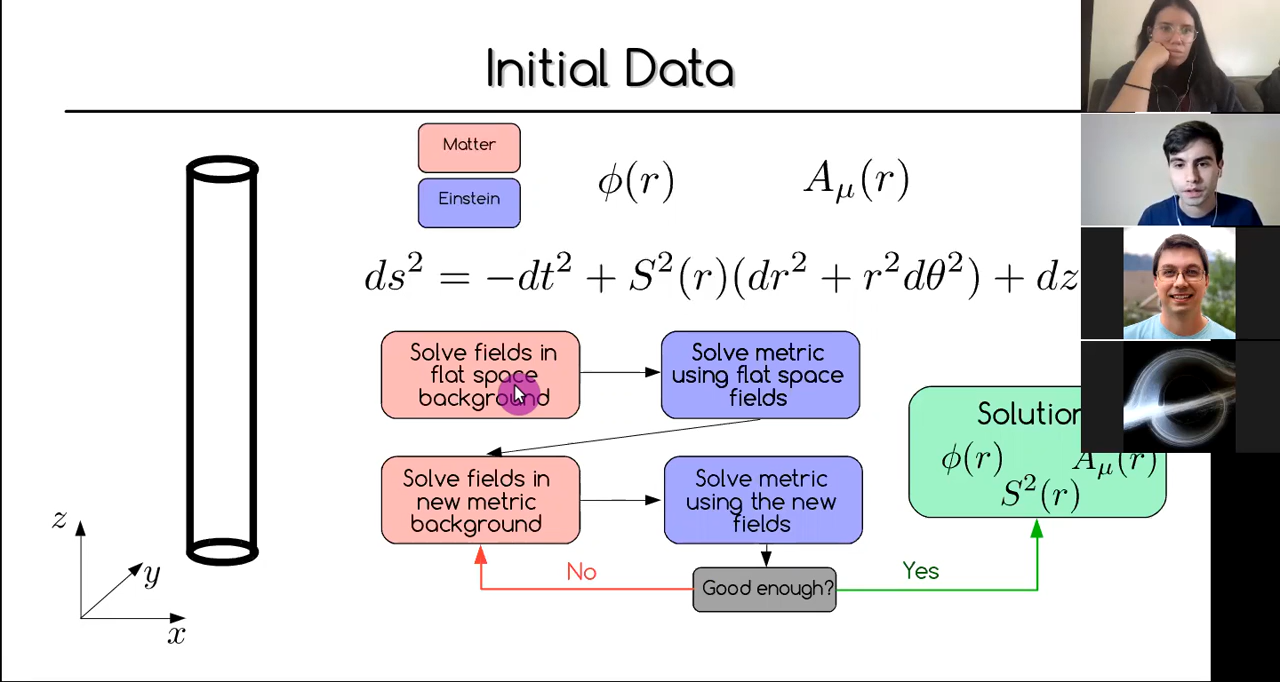 Initial Data
Matter
Einstein
ϕ(r)
A_μ(r)
ds² = −dt² + S²(r)(dr² + r²dθ²) + dz
Solve fields in
flat space
background
Solve metric
using flat space
fields
Solve fields in
new metric
background
Solve metric
using the new
fields
Solution
ϕ(r) A_μ(r)
S²(r)
No
Good enough?
Yes
z
y
x